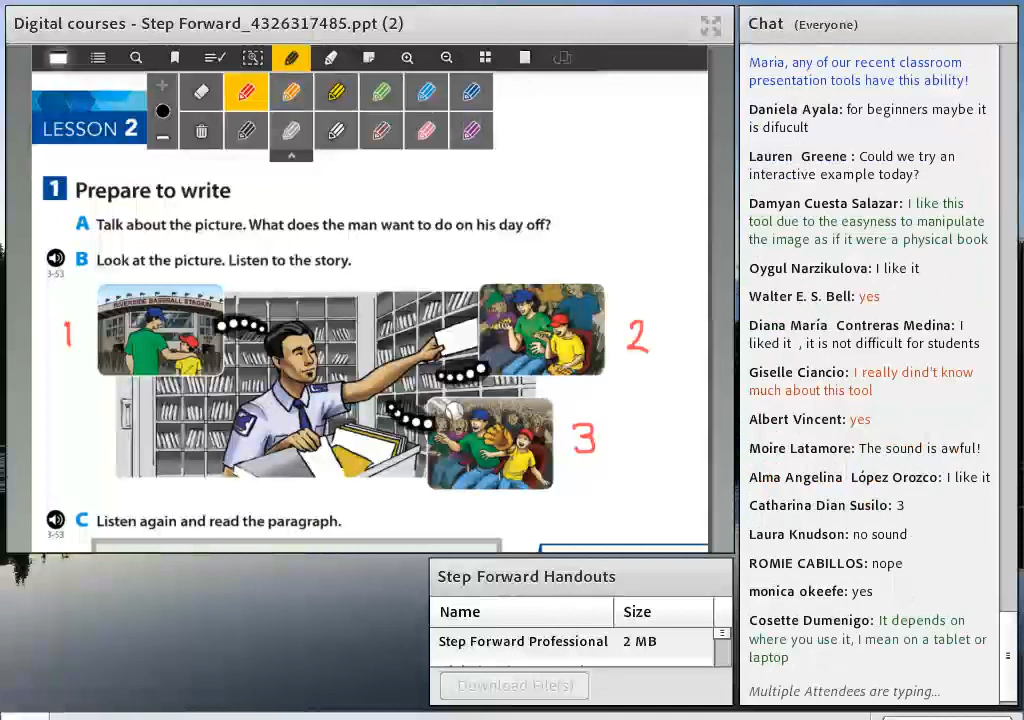 Digital courses - Step Forward_4326317485.ppt (2)
LESSON 2
1 Prepare to write
A Talk about the picture. What does the man want to do on his day off?
3-53
B Look at the picture. Listen to the story.
RIVERSIDE BASEBALL STADIUM
1
2
3
3-53
C Listen again and read the paragraph.
Step Forward Handouts
Name Size
Step Forward Professional 2 MB
Download File(s)
Chat (Everyone)
Maria, any of our recent classroom
presentation tools have this ability!
Daniela Ayala: for beginners maybe it
is difucult
Lauren Greene : Could we try an
interactive example today?
Damyan Cuesta Salazar: I like this
tool due to the easyness to manipulate
the image as if it were a physical book
Oygul Narzikulova: I like it
Walter E. S. Bell: yes
Diana María Contreras Medina: I
liked it , it is not difficult for students
Giselle Ciancio: I really dind't know
much about this tool
Albert Vincent: yes
Moire Latamore: The sound is awful!
Alma Angelina López Orozco: I like it
Catharina Dian Susilo: 3
Laura Knudson: no sound
ROMIE CABILLOS: nope
monica okeefe: yes
Cosette Dumenigo: It depends on
where you use it, I mean on a tablet or
laptop
Multiple Attendees are typing...